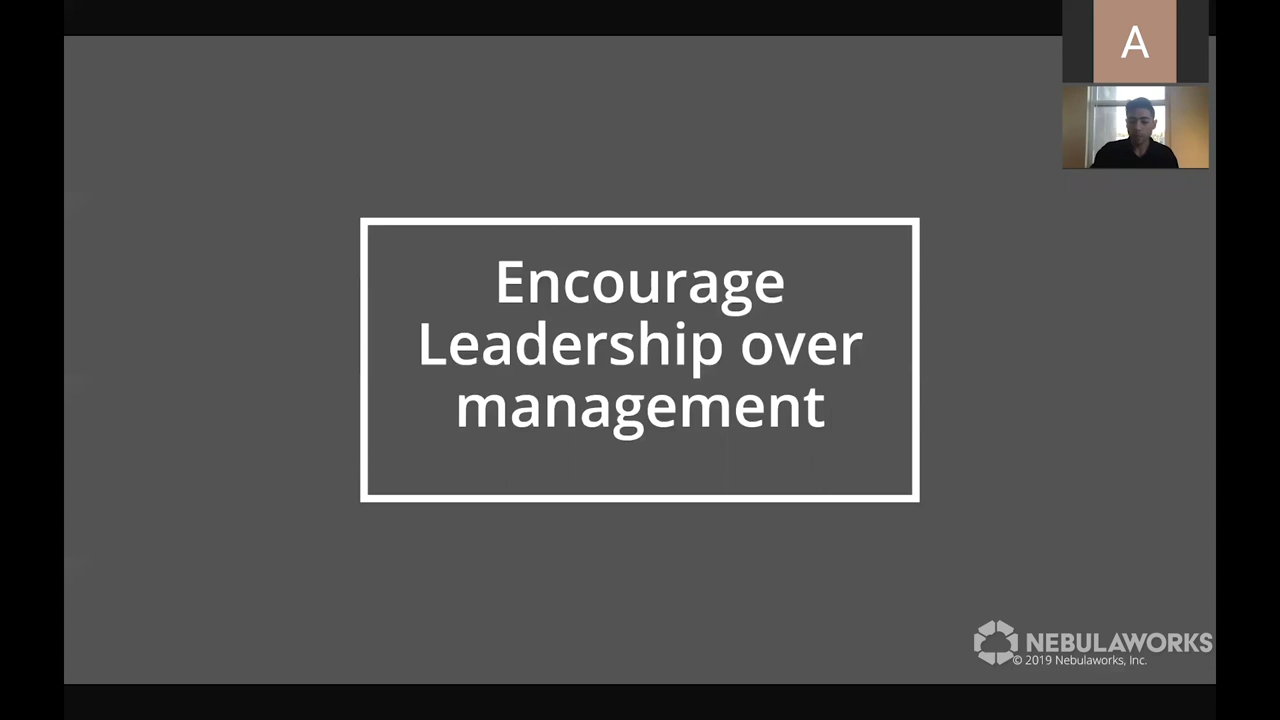 A
Encourage
Leadership over
management
NEBULAWORKS
© 2019 Nebulaworks, Inc.